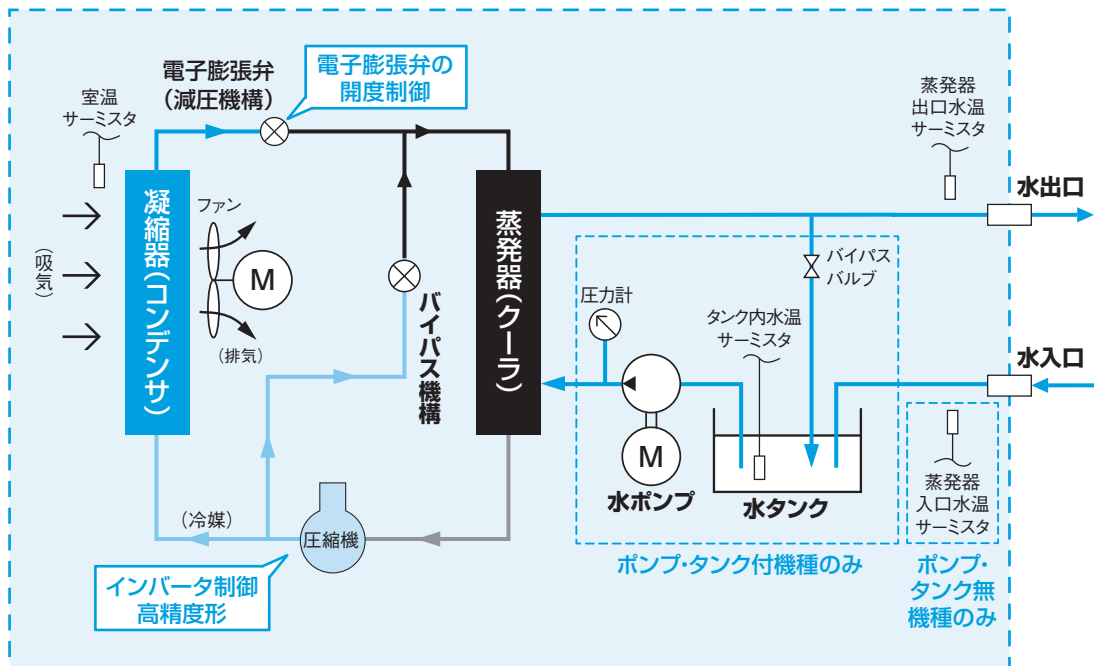 電子膨張弁
（減圧機構）
電子膨張弁の
開度制御
室温
サーミスタ
蒸発器
出口水温
サーミスタ
水出口
凝縮器（コンデンサ）
ファン
M
（吸気）
（排気）
バイパス機構
蒸発器（クーラ）
バイパス
バルブ
圧力計
タンク内水温
サーミスタ
水入口
M
水ポンプ
水タンク
蒸発器
入口水温
サーミスタ
（冷媒）
圧縮機
インバータ制御
高精度形
ポンプ・タンク付機種のみ
ポンプ・
タンク無
機種のみ